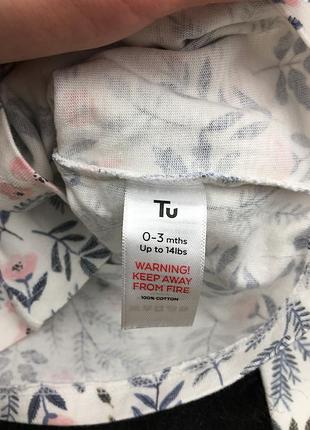 Tu
0-3 mths
Up to 14lbs
WARNING!
KEEP AWAY
FROM FIRE
100% COTTON